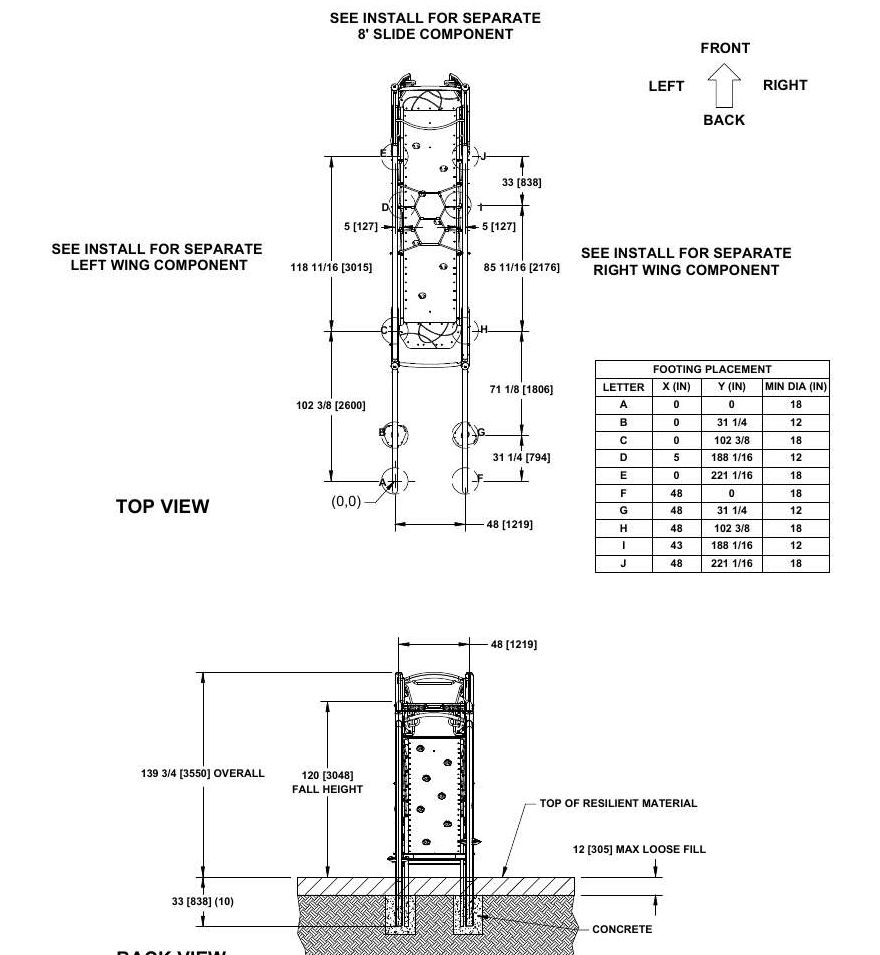 SEE INSTALL FOR SEPARATE
8' SLIDE COMPONENT
FRONT
LEFT
RIGHT
BACK
E
J
33 [838]
D
I
5 [127]
5 [127]
SEE INSTALL FOR SEPARATE
LEFT WING COMPONENT
SEE INSTALL FOR SEPARATE
RIGHT WING COMPONENT
118 11/16 [3015]
85 11/16 [2176]
C
H
71 1/8 [1806]
102 3/8 [2600]
B
G
31 1/4 [794]
A
F
(0,0)
TOP VIEW
48 [1219]
FOOTING PLACEMENT
LETTER X (IN) Y (IN) MIN DIA (IN)
A 0 0 18
B 0 31 1/4 12
C 0 102 3/8 18
D 5 188 1/16 12
E 0 221 1/16 18
F 48 0 18
G 48 31 1/4 12
H 48 102 3/8 18
I 43 188 1/16 12
J 48 221 1/16 18
48 [1219]
139 3/4 [3550] OVERALL
120 [3048]
FALL HEIGHT
TOP OF RESILIENT MATERIAL
12 [305] MAX LOOSE FILL
33 [838] (10)
CONCRETE
BACK VIEW